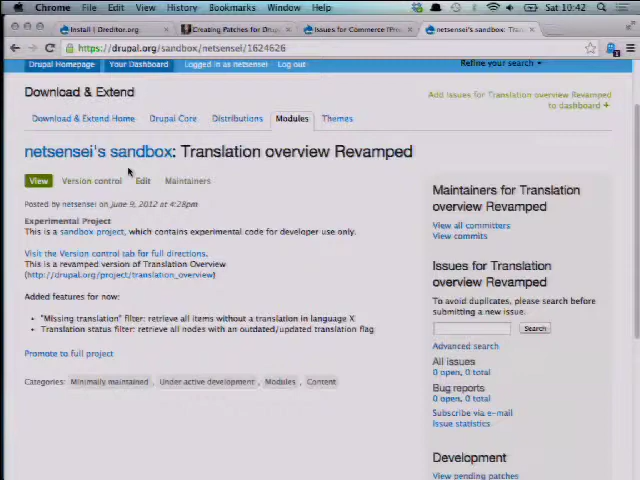 Chrome File Edit View History Bookmarks Window Help Sat 10:42
Install | Dreditor.org
Creating Patches for Dru
Issues for Commerce [Pro
netsensei's sandbox: Tran
https://drupal.org/sandbox/netsensei/1624626
Drupal Homepage Your Dashboard Logged in as netsensei Log out Refine your search
Download & Extend
Add Issues for Translation overview Revamped
to dashboard +
Download & Extend Home Drupal Core Distributions Modules Themes
netsensei's sandbox: Translation overview Revamped
View Version control Edit Maintainers
Posted by netsensei on June 9, 2012 at 4:28pm
Experimental Project
This is a sandbox project, which contains experimental code for developer use only.
Visit the Version control tab for full directions.
This is a revamped version of Translation Overview
(http://drupal.org/project/translation_overview)
Added features for now:
• "Missing translation" filter: retrieve all items without a translation in language X
• Translation status filter: retrieve all nodes with an outdated/updated translation flag
Promote to full project
Categories: Minimally maintained , Under active development , Modules , Content
Maintainers for Translation
overview Revamped
View all committers
View commits
Issues for Translation
overview Revamped
To avoid duplicates, please search before
submitting a new issue.
Search
Advanced search
All issues
0 open, 0 total
Bug reports
0 open, 0 total
Subscribe via e-mail
Issue statistics
Development
View pending patches